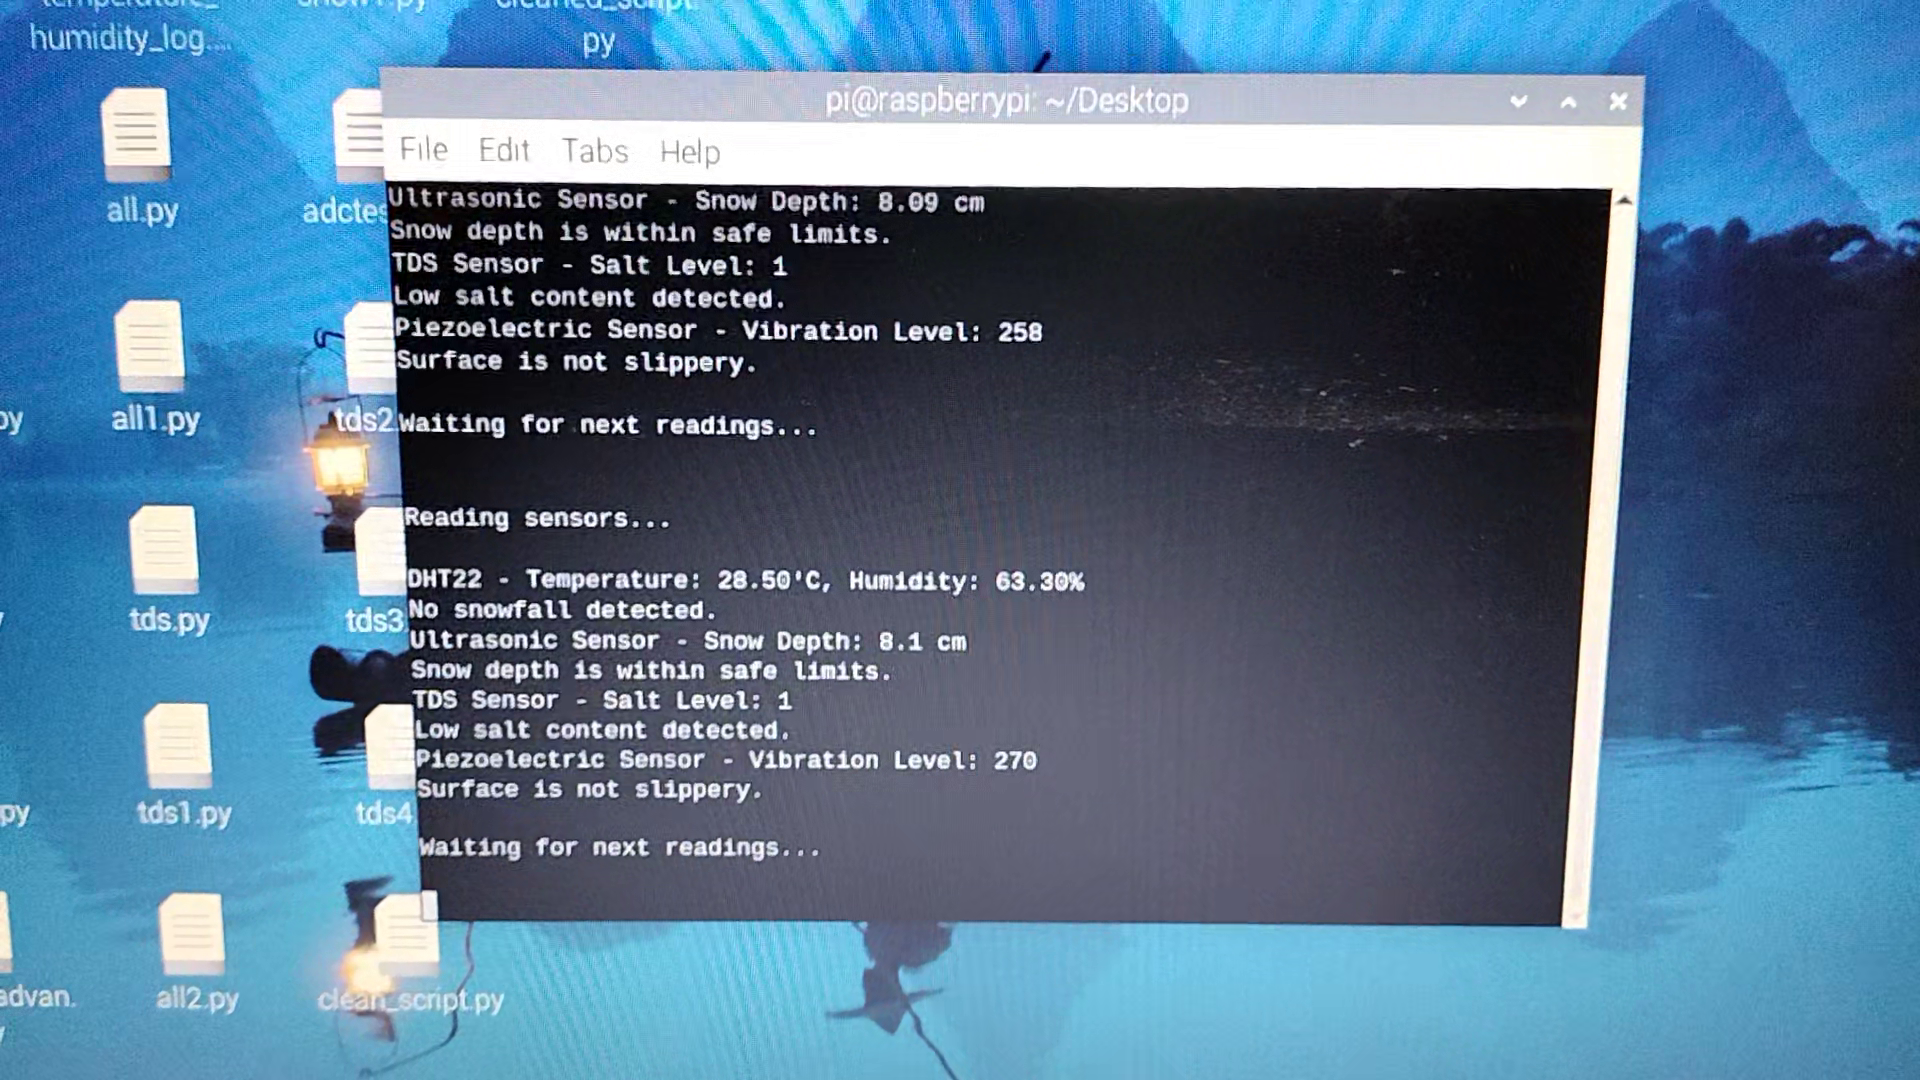 humidity_log....
py
all.py
adctes
all1.py
tds2
py
tds.py
tds3
tds1.py
tds4
py
advan.
all2.py
clean_script.py
pi@raspberrypi: ~/Desktop
File Edit Tabs Help
Ultrasonic Sensor - Snow Depth: 8.09 cm
Snow depth is within safe limits.
TDS Sensor - Salt Level: 1
Low salt content detected.
Piezoelectric Sensor - Vibration Level: 258
Surface is not slippery.
Waiting for next readings...
Reading sensors...
DHT22 - Temperature: 28.50'C, Humidity: 63.30%
No snowfall detected.
Ultrasonic Sensor - Snow Depth: 8.1 cm
Snow depth is within safe limits.
TDS Sensor - Salt Level: 1
Low salt content detected.
Piezoelectric Sensor - Vibration Level: 270
Surface is not slippery.
Waiting for next readings...